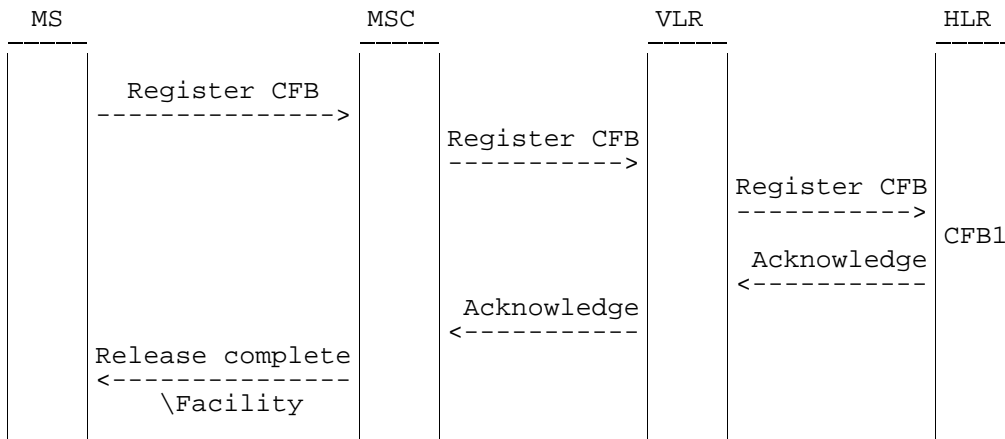 MS MSC VLR HLR
Register CFB
--------------->
Register CFB
----------->
Register CFB
----------->
CFB1
Acknowledge
<-----------
Acknowledge
<-----------
Release complete
<---------------
\Facility